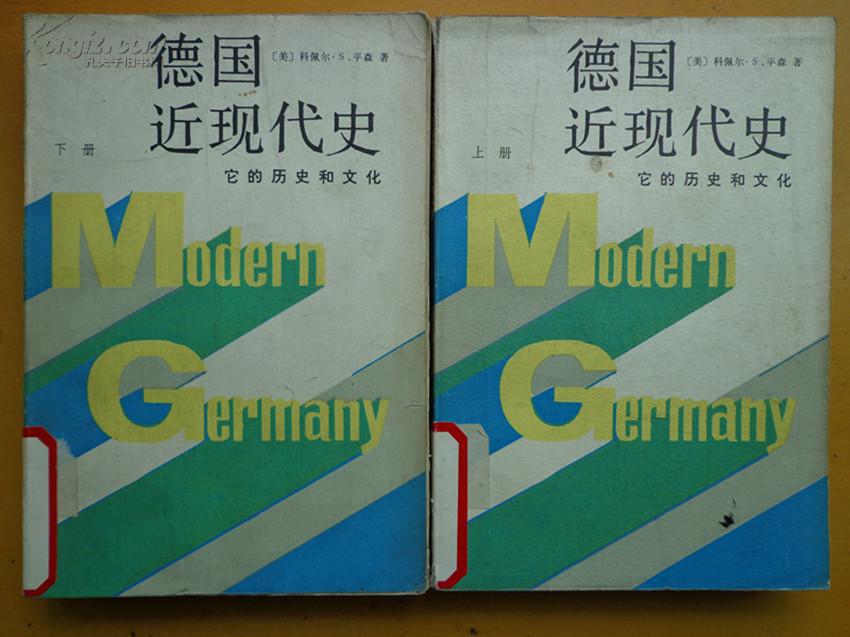 Kongfz.com
孔夫子旧书网
德国
〔美〕科佩尔·S.平森 著
近现代史
下册
它的历史和文化
Modern
Germany
德国
〔美〕科佩尔·S.平森 著
近现代史
上册
它的历史和文化
Modern
Germany